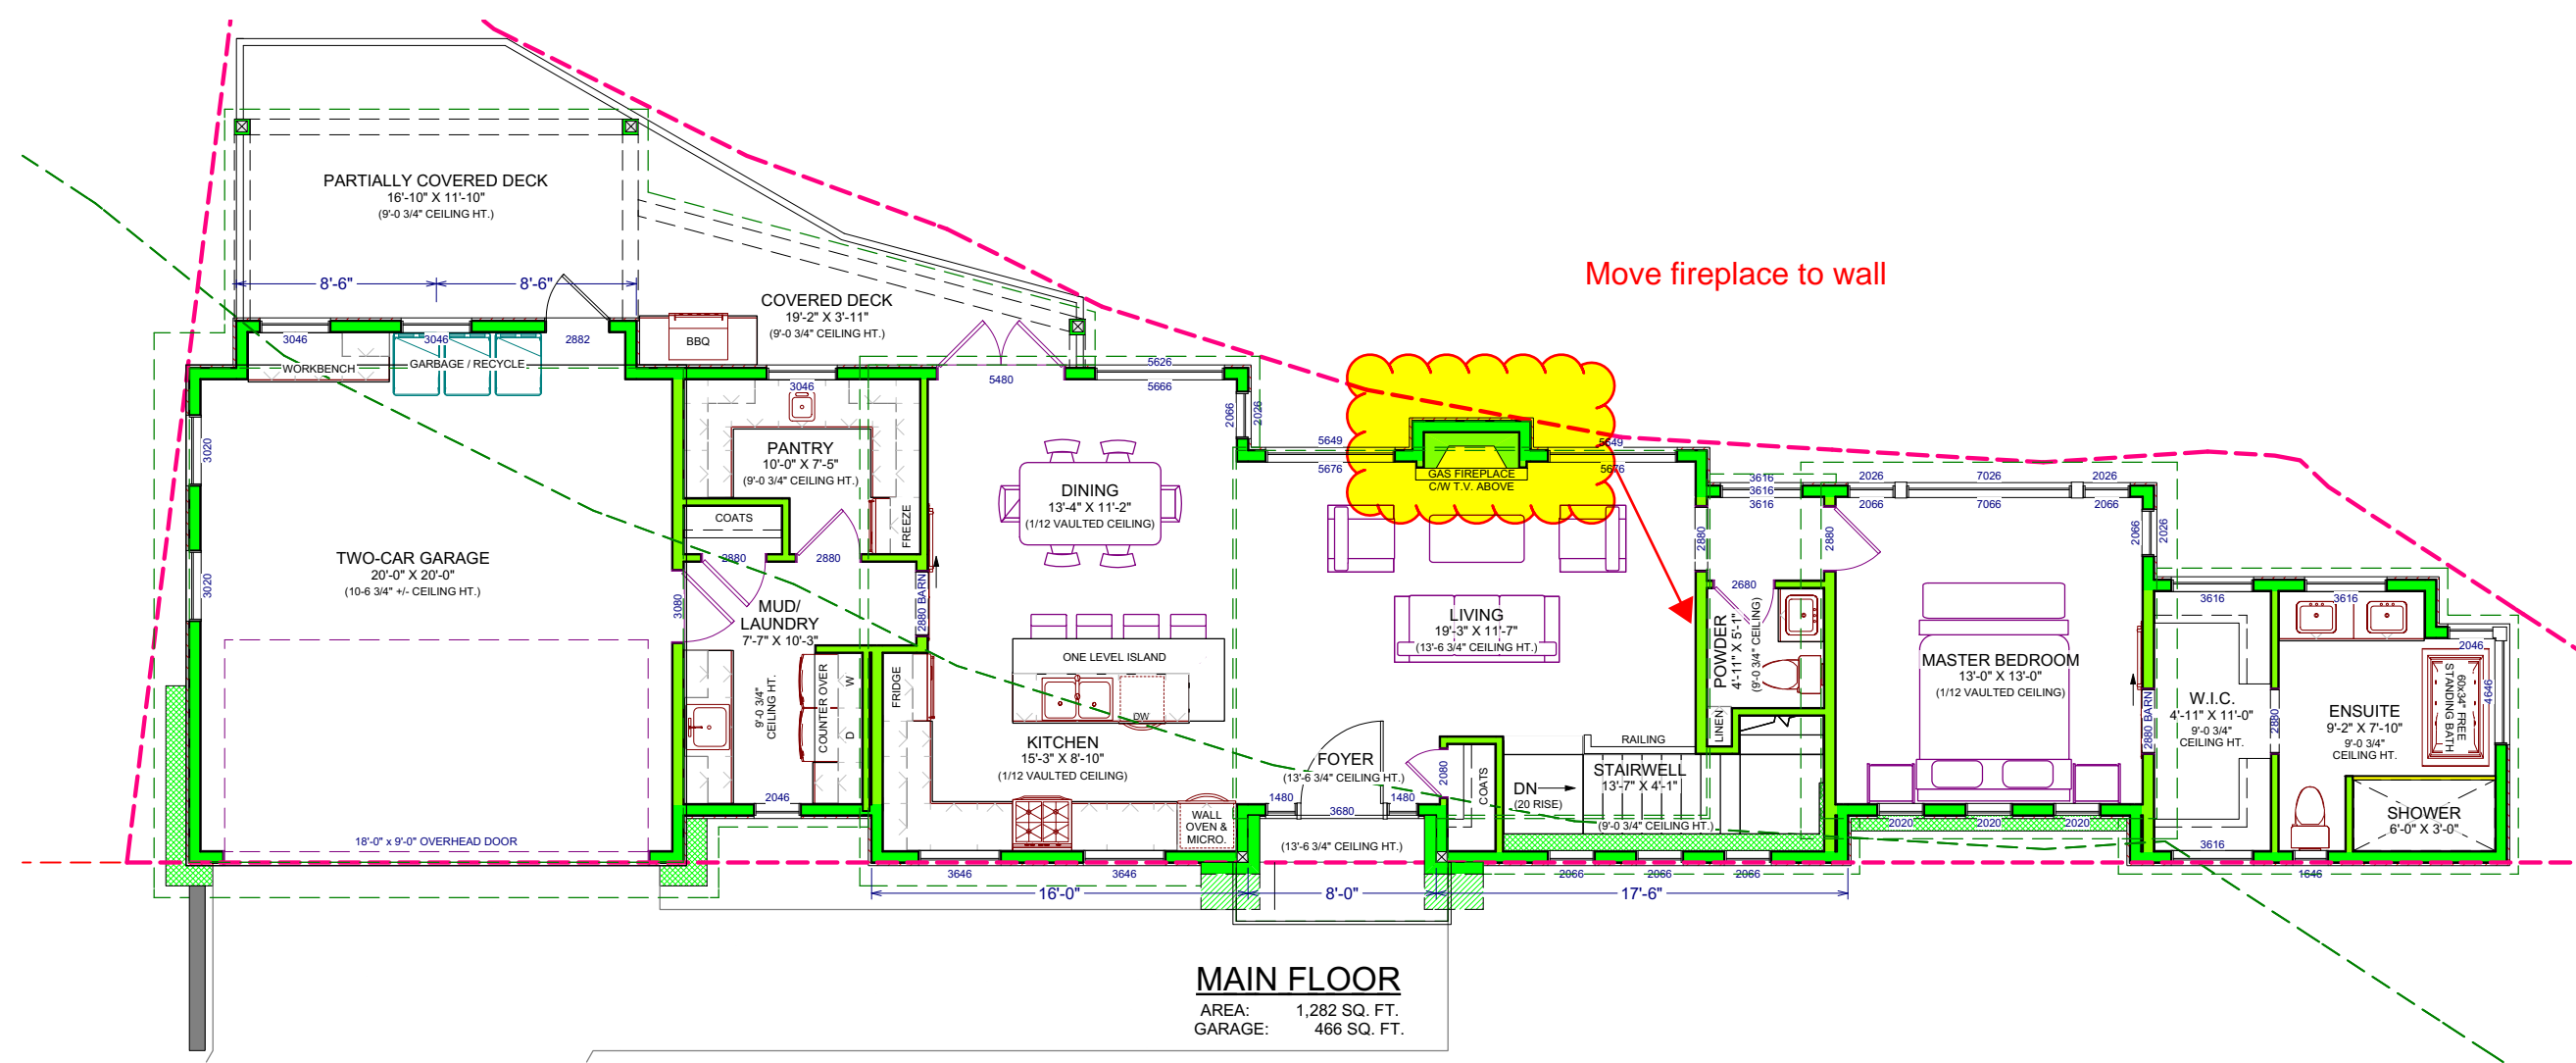 Move fireplace to wall
PARTIALLY COVERED DECK
16'-10" X 11'-10"
(9'-0 3/4" CEILING HT.)
8'-6"
8'-6"
COVERED DECK
19'-2" X 3'-11"
(9'-0 3/4" CEILING HT.)
BBQ
3046
3046
2882
WORKBENCH
GARBAGE / RECYCLE
3046
5480
5626
5666
2066
2026
5649
5676
5649
5676
GAS FIREPLACE
C/W T.V. ABOVE
3020
3020
TWO-CAR GARAGE
20'-0" X 20'-0"
(10-6 3/4" +/- CEILING HT.)
18'-0" x 9'-0" OVERHEAD DOOR
3080
PANTRY
10'-0" X 7'-5"
(9'-0 3/4" CEILING HT.)
COATS
FREEZE
2880
2880
2880 BARN
MUD/
LAUNDRY
7'-7" X 10'-3"
9'-0 3/4"
CEILING HT.
COUNTER OVER
W
D
2046
FRIDGE
DINING
13'-4" X 11'-2"
(1/12 VAULTED CEILING)
ONE LEVEL ISLAND
DW
KITCHEN
15'-3" X 8'-10"
(1/12 VAULTED CEILING)
WALL
OVEN &
MICRO.
3646
3646
LIVING
19'-3" X 11'-7"
(13'-6 3/4" CEILING HT.)
FOYER
(13'-6 3/4" CEILING HT.)
1480
3680
1480
(13'-6 3/4" CEILING HT.)
2080
COATS
DN
(20 RISE)
RAILING
STAIRWELL
13'-7" X 4'-1"
(9'-0 3/4" CEILING HT.)
2066
2066
2066
3616
3616
3616
2880
2880
2680
POWDER
4'-11" X 5'-1"
(9'-0 3/4" CEILING)
LINEN
2026
7026
2026
2066
7066
2066
2066
2026
MASTER BEDROOM
13'-0" X 13'-0"
(1/12 VAULTED CEILING)
2020
2020
2020
2880 BARN
3616
W.I.C.
4'-11" X 11'-0"
9'-0 3/4"
CEILING HT.
2880
3616
3616
2046
4646
60x34" FREE
STANDING BATH
ENSUITE
9'-2" X 7'-10"
9'-0 3/4"
CEILING HT.
SHOWER
6'-0" X 3'-0"
1646
16'-0"
8'-0"
17'-6"
MAIN FLOOR
AREA: 1,282 SQ. FT.
GARAGE: 466 SQ. FT.